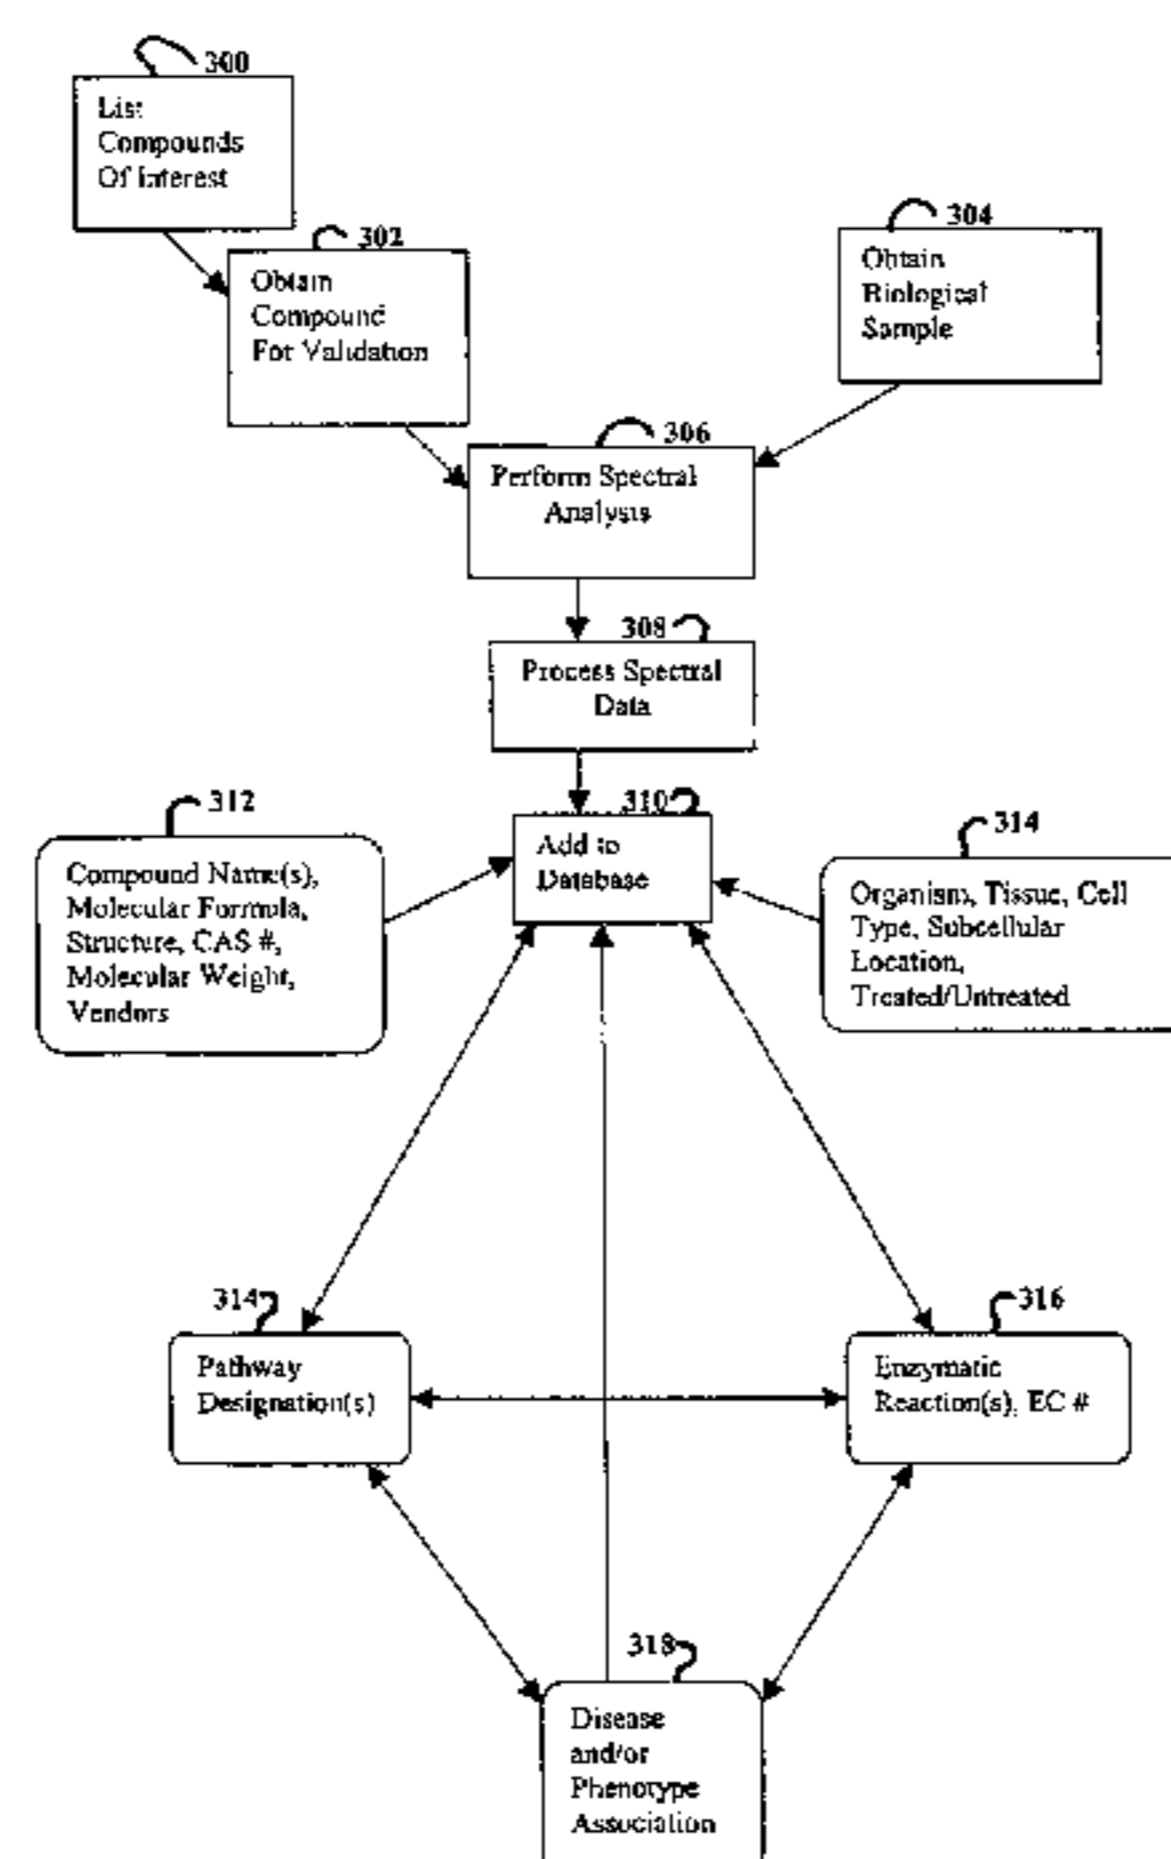 300
List
Compounds
Of Interest
302
Obtain
Compound
For Validation
304
Obtain
Biological
Sample
306
Perform Spectral
Analysis
308
Process Spectral
Data
310
Add to
Database
312
Compound Name(s),
Molecular Formula,
Structure, CAS #,
Molecular Weight,
Vendors
314
Organism, Tissue, Cell
Type, Subcellular
Location,
Treated/Untreated
314
Pathway
Designation(s)
316
Enzymatic
Reaction(s), EC #
318
Disease
and/or
Phenotype
Association